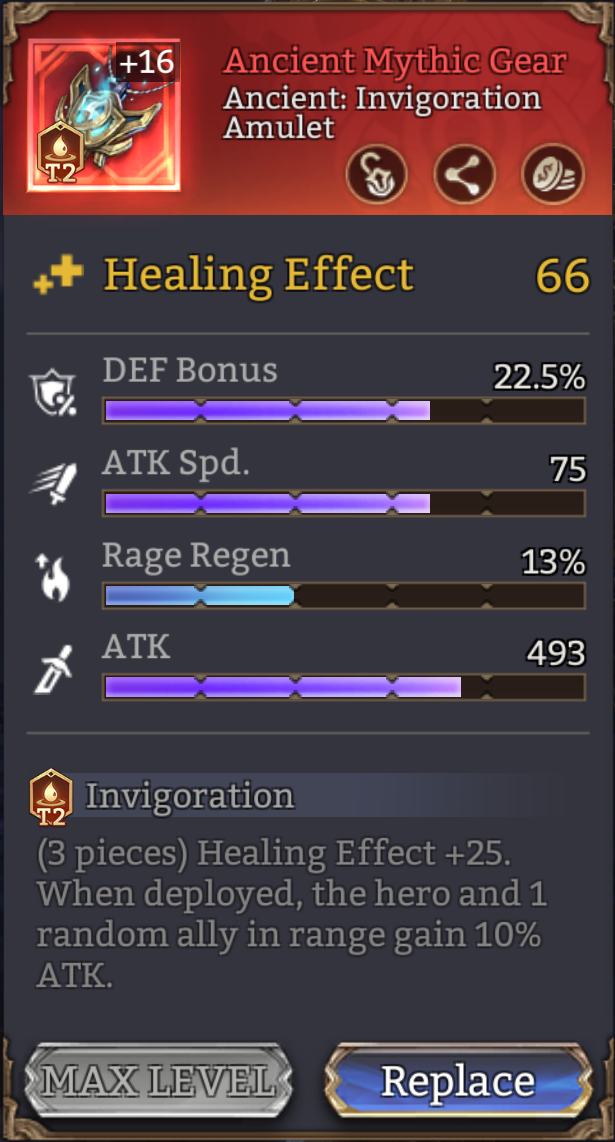 +16
T2
Ancient Mythic Gear
Ancient: Invigoration
Amulet
Healing Effect 66
DEF Bonus 22.5%
ATK Spd. 75
Rage Regen 13%
ATK 493
T2 Invigoration
(3 pieces) Healing Effect +25.
When deployed, the hero and 1
random ally in range gain 10%
ATK.
MAX LEVEL Replace